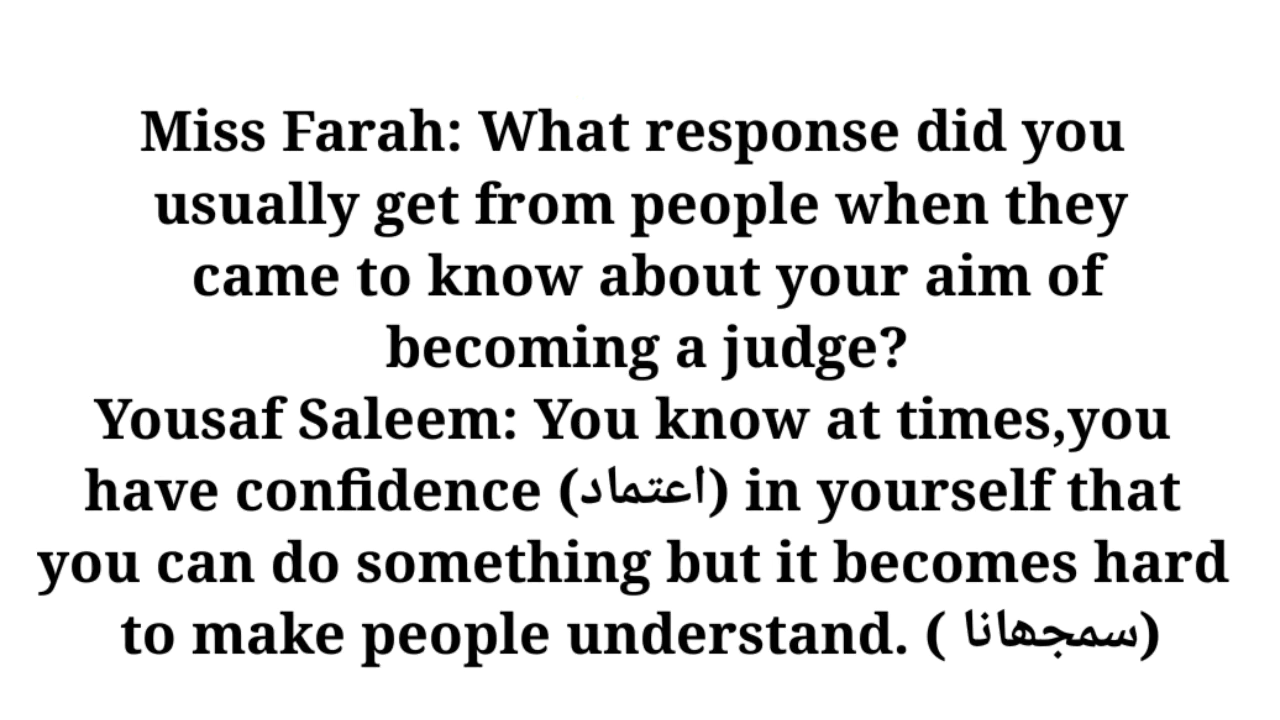 Miss Farah: What response did you
usually get from people when they
came to know about your aim of
becoming a judge?
Yousaf Saleem: You know at times,you
have confidence (اعتماد) in yourself that
you can do something but it becomes hard
to make people understand. ( سمجھانا)